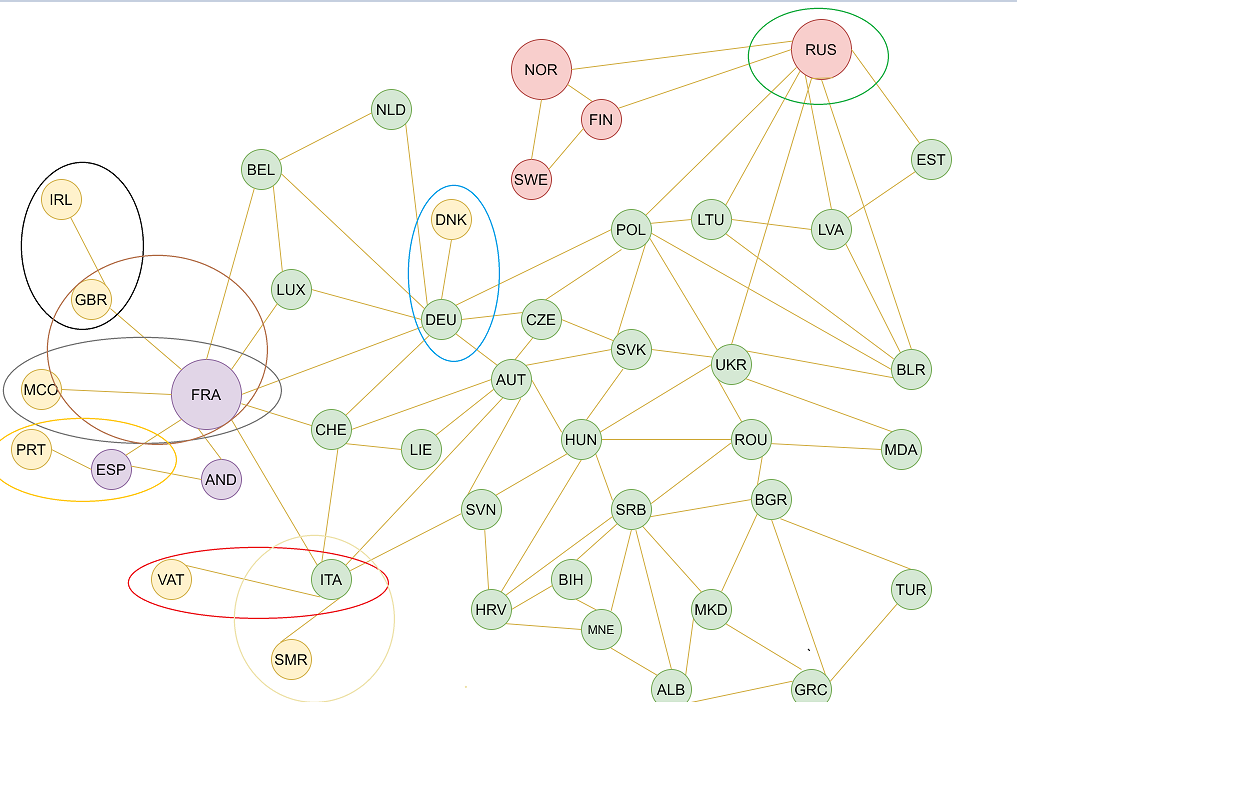 RUS
NOR
NLD
FIN
EST
BEL
SWE
IRL
DNK
LTU
POL
LVA
LUX
GBR
DEU
CZE
SVK
UKR
BLR
AUT
MCO
FRA
CHE
HUN
ROU
LIE
PRT
MDA
ESP
AND
BGR
SVN
SRB
VAT
ITA
BIH
TUR
HRV
MKD
MNE
SMR
ALB
GRC